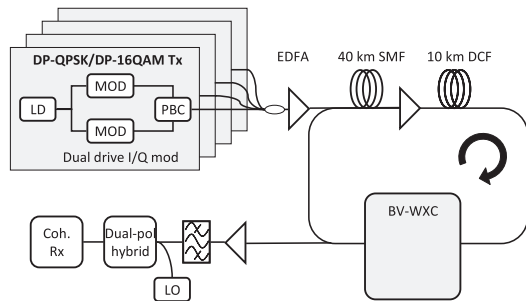 DP-QPSK/DP-16QAM Tx
MOD
LD
PBC
MOD
Dual drive I/Q mod
EDFA
40 km SMF
10 km DCF
BV-WXC
Coh.
Rx
Dual-pol
hybrid
LO